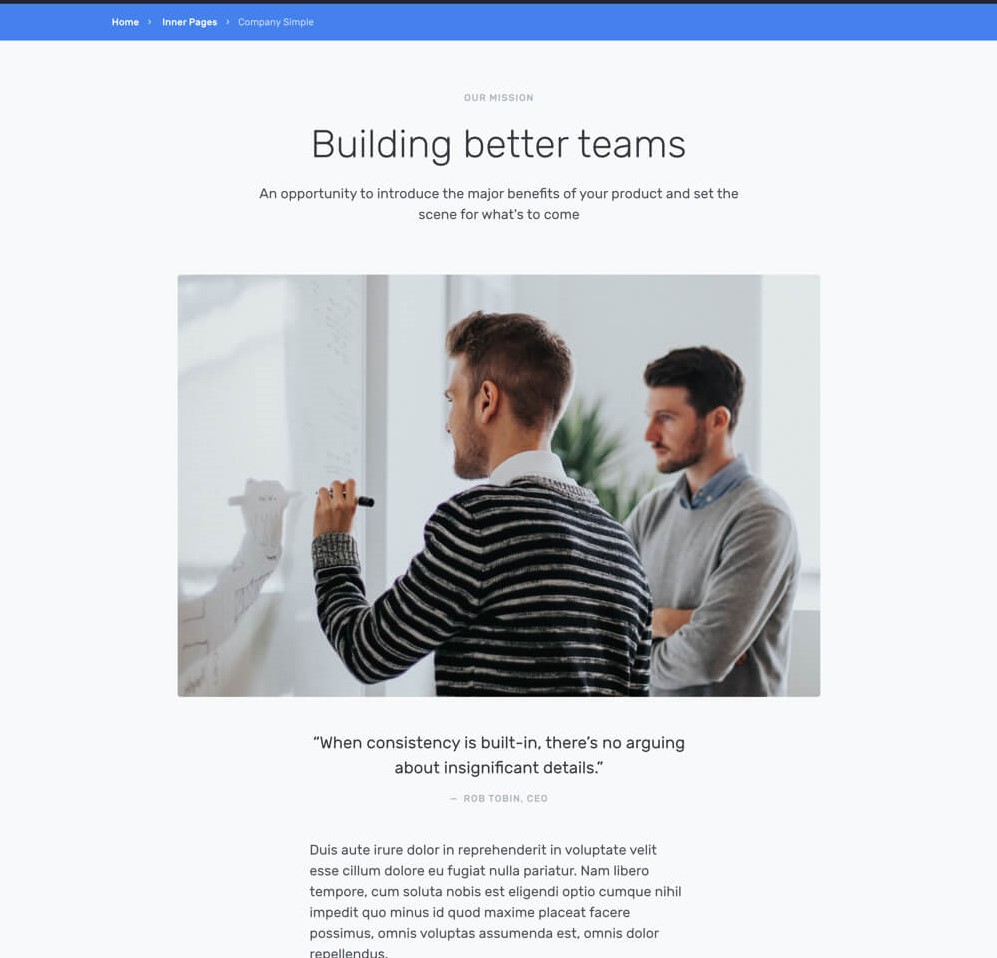 Home › Inner Pages › Company Simple
OUR MISSION
Building better teams
An opportunity to introduce the major benefits of your product and set the
scene for what's to come
“When consistency is built-in, there’s no arguing
about insignificant details.”
— ROB TOBIN, CEO
Duis aute irure dolor in reprehenderit in voluptate velit
esse cillum dolore eu fugiat nulla pariatur. Nam libero
tempore, cum soluta nobis est eligendi optio cumque nihil
impedit quo minus id quod maxime placeat facere
possimus, omnis voluptas assumenda est, omnis dolor
repellendus.